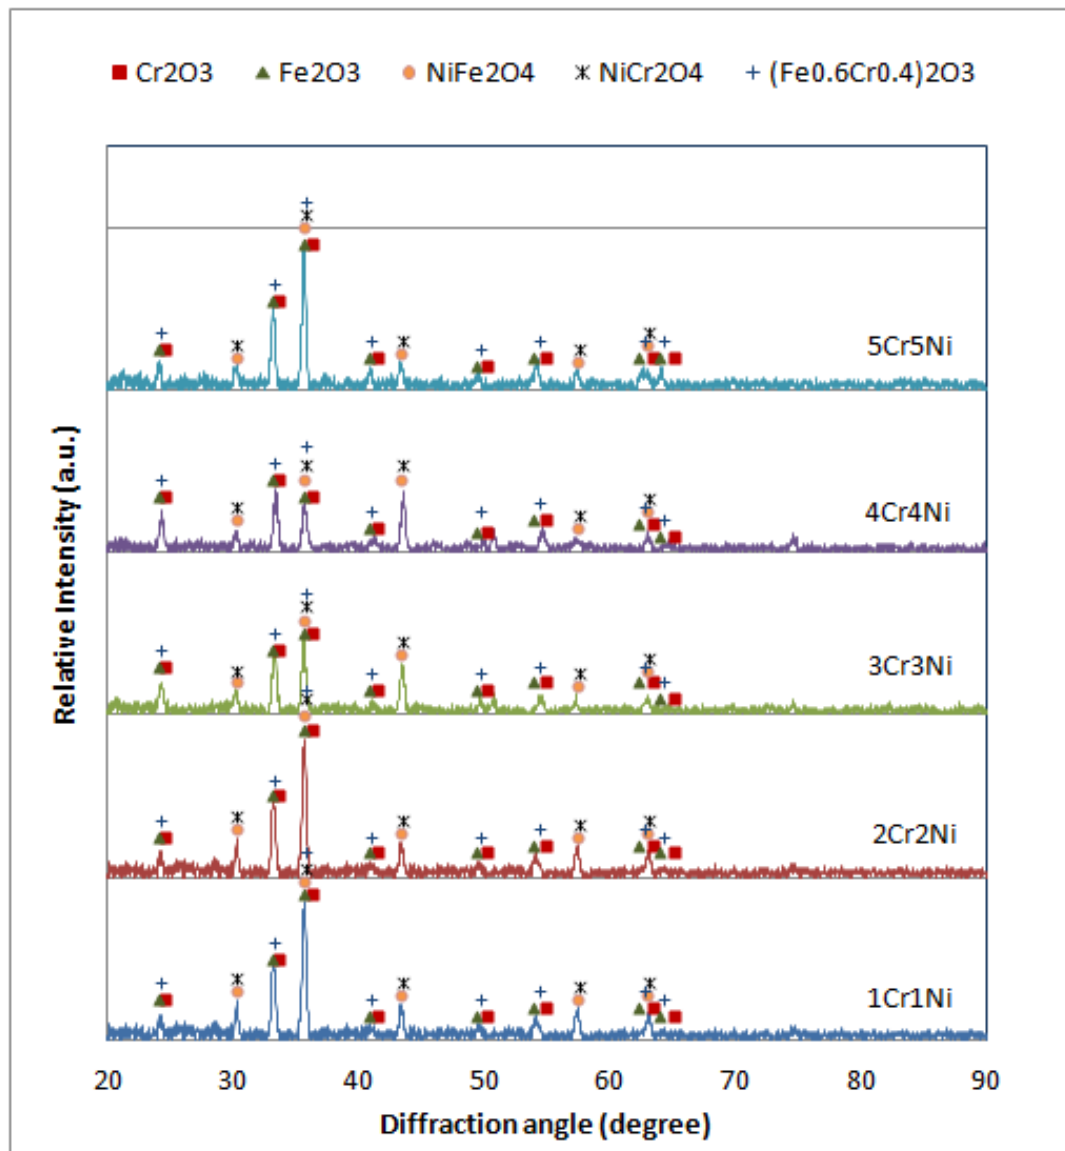 Cr2O3 Fe2O3 NiFe2O4 NiCr2O4 (Fe0.6Cr0.4)2O3
5Cr5Ni
4Cr4Ni
3Cr3Ni
2Cr2Ni
1Cr1Ni
Relative Intensity (a.u.)
20 30 40 50 60 70 80 90
Diffraction angle (degree)